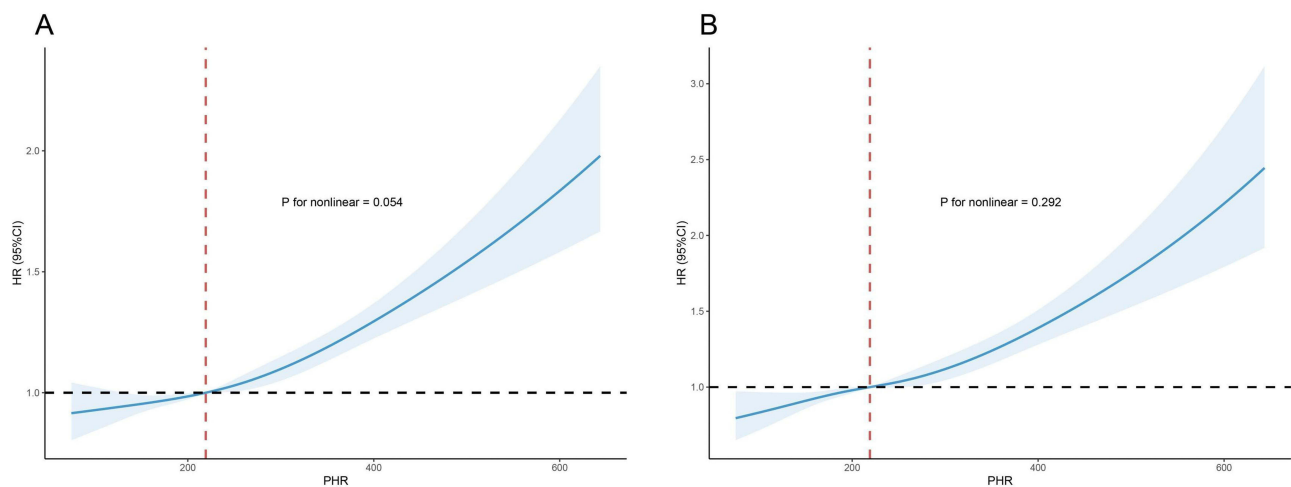 A
HR (95%CI)
2.0
1.5
1.0
P for nonlinear = 0.054
200
400
600
PHR
B
HR (95%CI)
3.0
2.5
2.0
1.5
1.0
P for nonlinear = 0.292
200
400
600
PHR